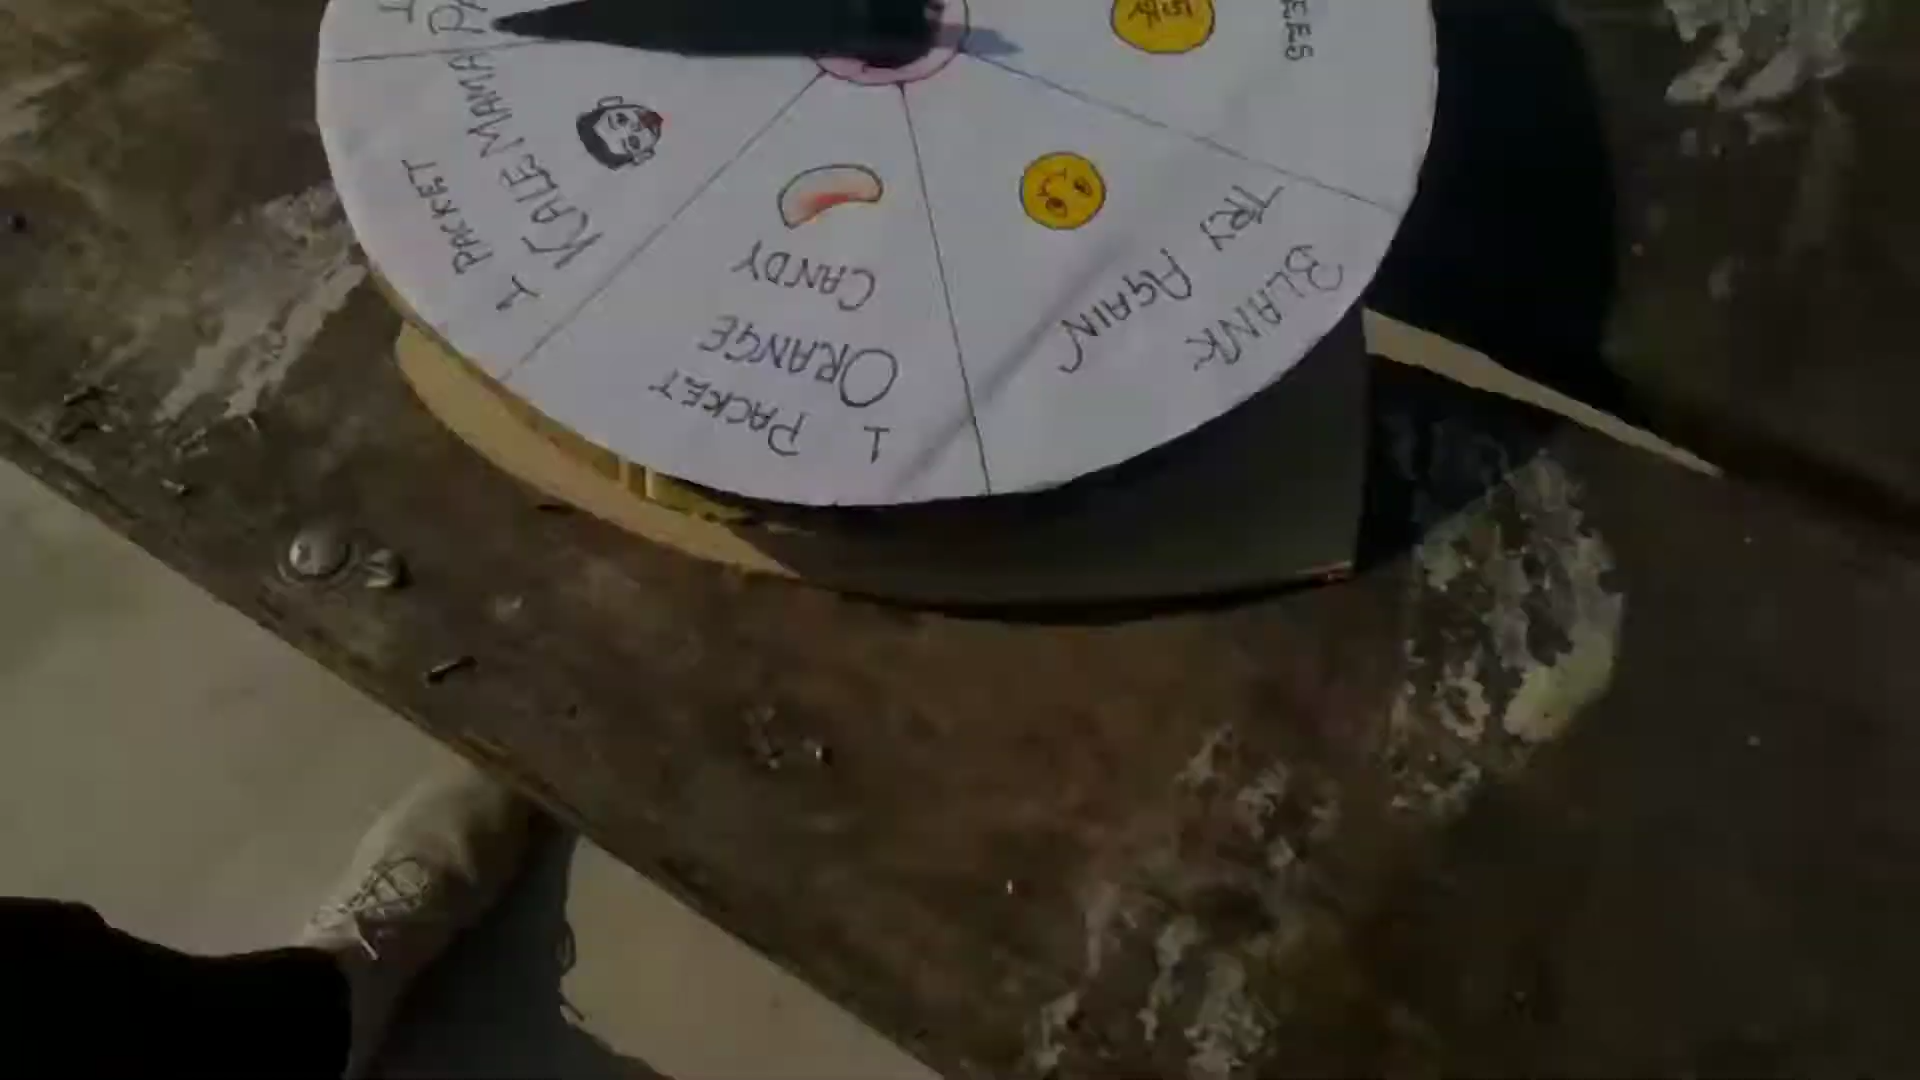 1 PACKET
KALE MAMA
1 PACKET
ORANGE
CANDY
BLANK
TRY AGAIN